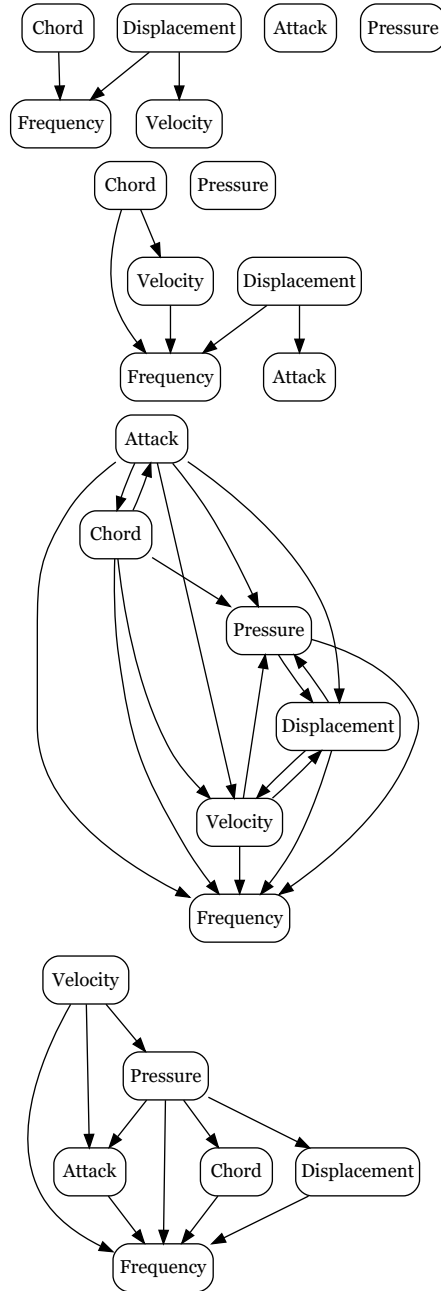 Chord Displacement Attack Pressure
Frequency Velocity
Chord Pressure
Velocity Displacement
Frequency Attack
Attack
Chord
Pressure
Displacement
Velocity
Frequency
Velocity
Pressure
Attack Chord Displacement
Frequency